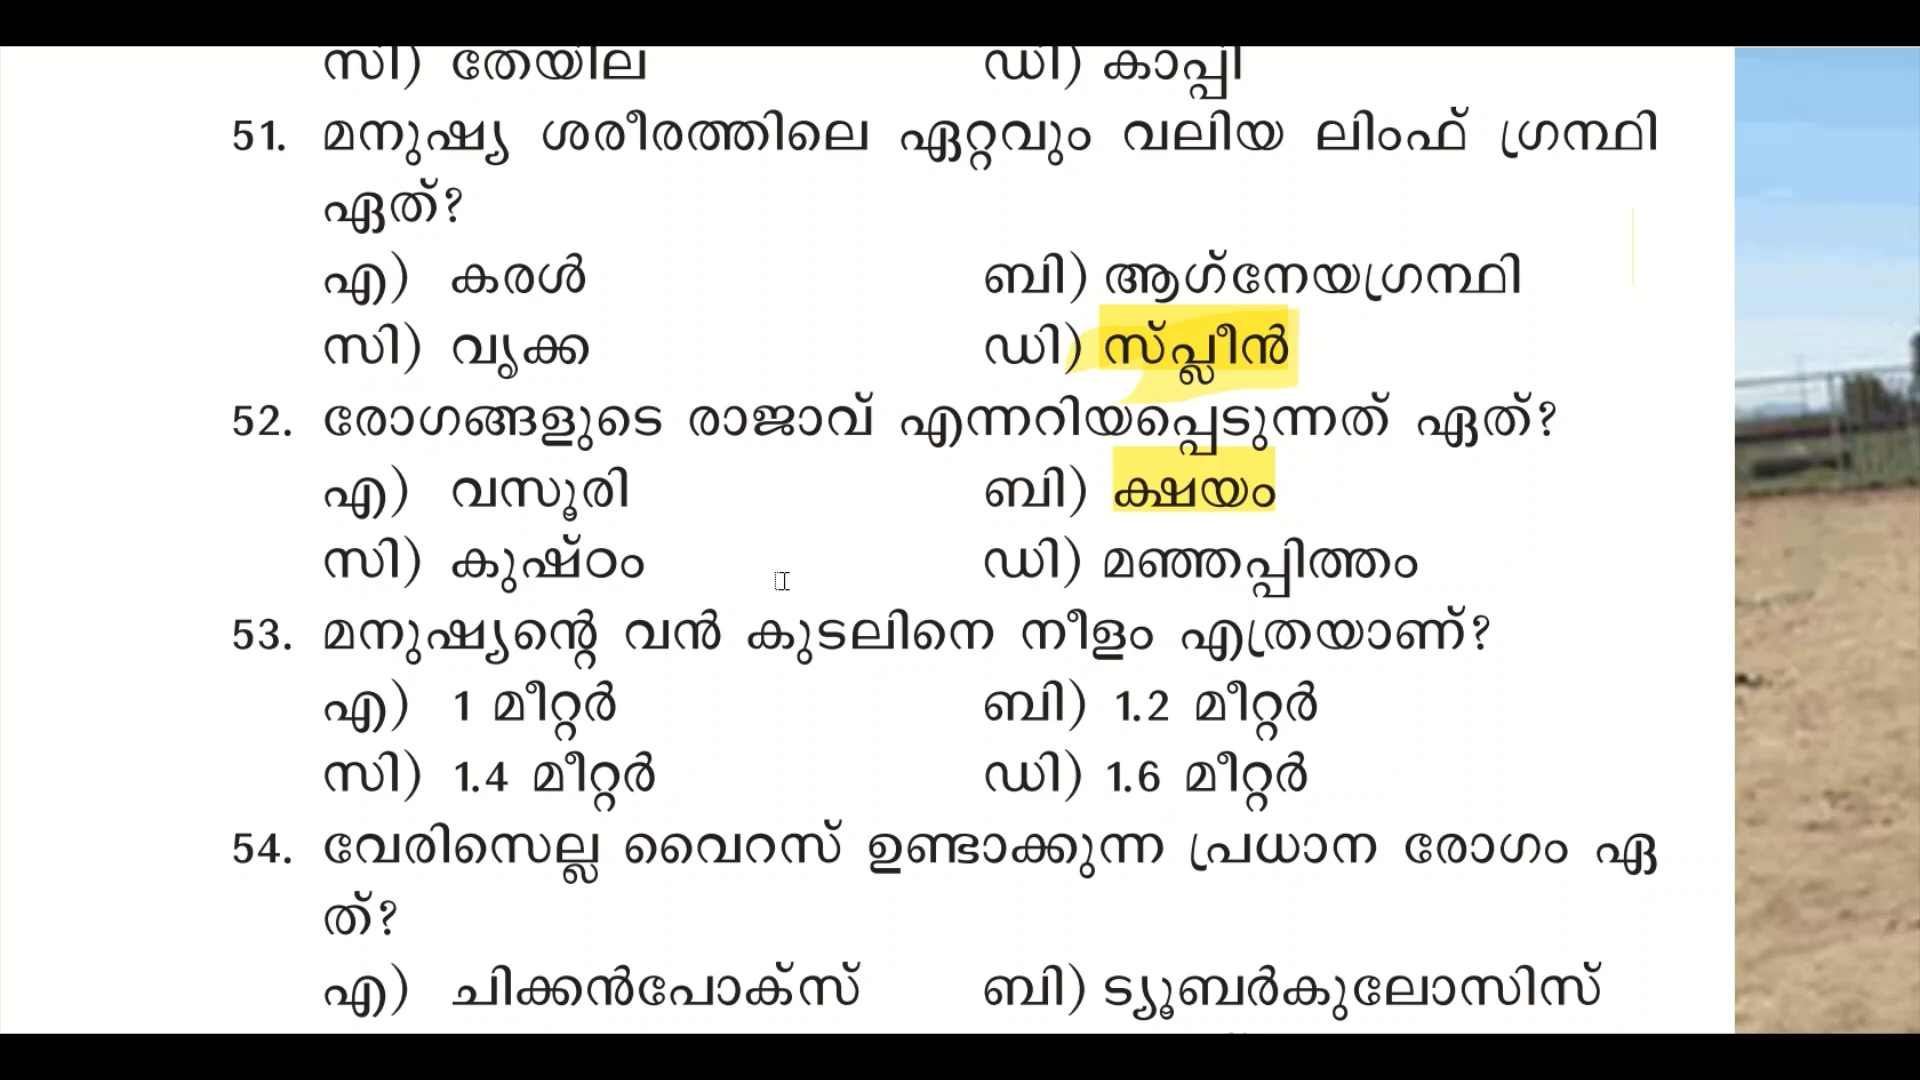 സി) തേയില ഡി) കാപ്പി
51. മനുഷ്യ ശരീരത്തിലെ ഏറ്റവും വലിയ ലിംഫ് ഗ്രന്ഥി
ഏത്?
എ) കരൾ ബി) ആഗ്നേയഗ്രന്ഥി
സി) വൃക്ക ഡി) സ്പ്ലീൻ
52. രോഗങ്ങളുടെ രാജാവ് എന്നറിയപ്പെടുന്നത് ഏത്?
എ) വസൂരി ബി) ക്ഷയം
സി) കുഷ്ഠം ഡി) മഞ്ഞപ്പിത്തം
53. മനുഷ്യന്റെ വൻ കുടലിനെ നീളം എത്രയാണ്?
എ) 1 മീറ്റർ ബി) 1.2 മീറ്റർ
സി) 1.4 മീറ്റർ ഡി) 1.6 മീറ്റർ
54. വേരിസെല്ല വൈറസ് ഉണ്ടാക്കുന്ന പ്രധാന രോഗം ഏ
ത്?
എ) ചിക്കൻപോക്സ് ബി) ട്യൂബർകുലോസിസ്